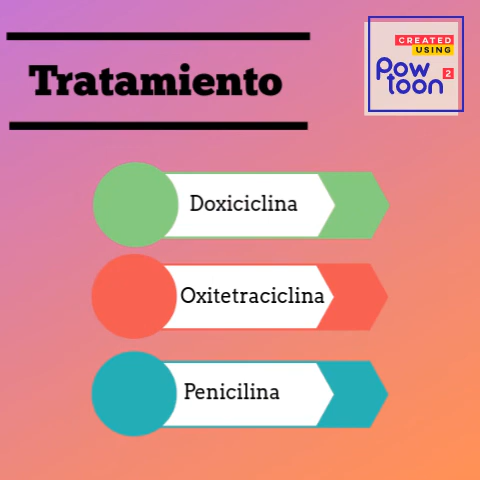 CREATED
USING
Powtoon 2
Tratamiento
Doxiciclina
Oxitetraciclina
Penicilina